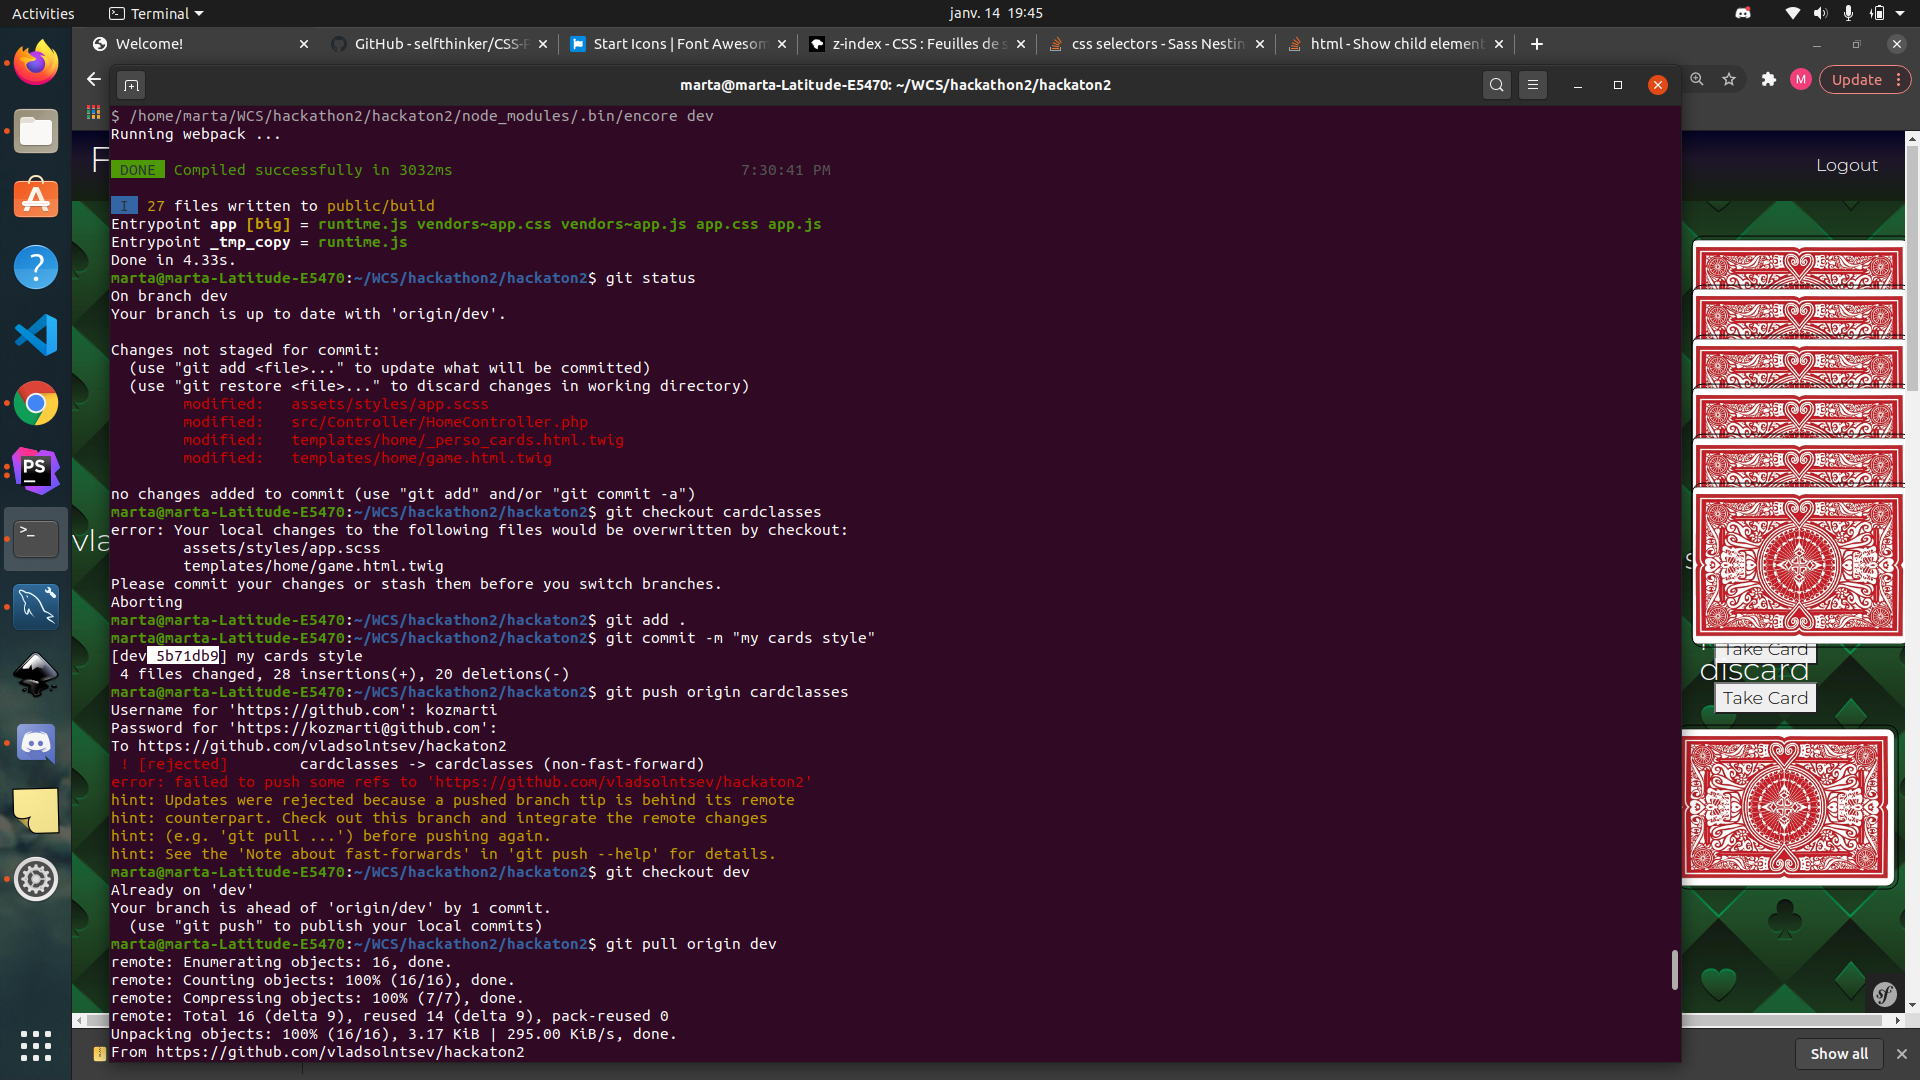 Activities
Terminal
janv. 14 19:45
Welcome!
GitHub - selfthinker/CSS-
Start Icons | Font Awesom
z-index - CSS : Feuilles de
css selectors - Sass Nestin
html - Show child element
marta@marta-Latitude-E5470: ~/WCS/hackathon2/hackaton2
M
Update
F
Logout
$ /home/marta/WCS/hackathon2/hackaton2/node_modules/.bin/encore dev
Running webpack ...
DONE Compiled successfully in 3032ms 7:30:41 PM
I 27 files written to public/build
Entrypoint app [big] = runtime.js vendors~app.css vendors~app.js app.css app.js
Entrypoint _tmp_copy = runtime.js
Done in 4.33s.
marta@marta-Latitude-E5470:~/WCS/hackathon2/hackaton2$ git status
On branch dev
Your branch is up to date with 'origin/dev'.
Changes not staged for commit:
(use "git add <file>..." to update what will be committed)
(use "git restore <file>..." to discard changes in working directory)
modified: assets/styles/app.scss
modified: src/Controller/HomeController.php
modified: templates/home/_perso_cards.html.twig
modified: templates/home/game.html.twig
no changes added to commit (use "git add" and/or "git commit -a")
marta@marta-Latitude-E5470:~/WCS/hackathon2/hackaton2$ git checkout cardclasses
error: Your local changes to the following files would be overwritten by checkout:
assets/styles/app.scss
templates/home/game.html.twig
Please commit your changes or stash them before you switch branches.
Aborting
marta@marta-Latitude-E5470:~/WCS/hackathon2/hackaton2$ git add .
marta@marta-Latitude-E5470:~/WCS/hackathon2/hackaton2$ git commit -m "my cards style"
[dev 5b71db9] my cards style
4 files changed, 28 insertions(+), 20 deletions(-)
marta@marta-Latitude-E5470:~/WCS/hackathon2/hackaton2$ git push origin cardclasses
Username for 'https://github.com': kozmarti
Password for 'https://kozmarti@github.com':
To https://github.com/vladsolntsev/hackaton2
! [rejected] cardclasses -> cardclasses (non-fast-forward)
error: failed to push some refs to 'https://github.com/vladsolntsev/hackaton2'
hint: Updates were rejected because a pushed branch tip is behind its remote
hint: counterpart. Check out this branch and integrate the remote changes
hint: (e.g. 'git pull ...') before pushing again.
hint: See the 'Note about fast-forwards' in 'git push --help' for details.
marta@marta-Latitude-E5470:~/WCS/hackathon2/hackaton2$ git checkout dev
Already on 'dev'
Your branch is ahead of 'origin/dev' by 1 commit.
(use "git push" to publish your local commits)
marta@marta-Latitude-E5470:~/WCS/hackathon2/hackaton2$ git pull origin dev
remote: Enumerating objects: 16, done.
remote: Counting objects: 100% (16/16), done.
remote: Compressing objects: 100% (7/7), done.
remote: Total 16 (delta 9), reused 14 (delta 9), pack-reused 0
Unpacking objects: 100% (16/16), 3.17 KiB | 295.00 KiB/s, done.
From https://github.com/vladsolntsev/hackaton2
PS
vla
Take Card
discard
Take Card
sf
Show all